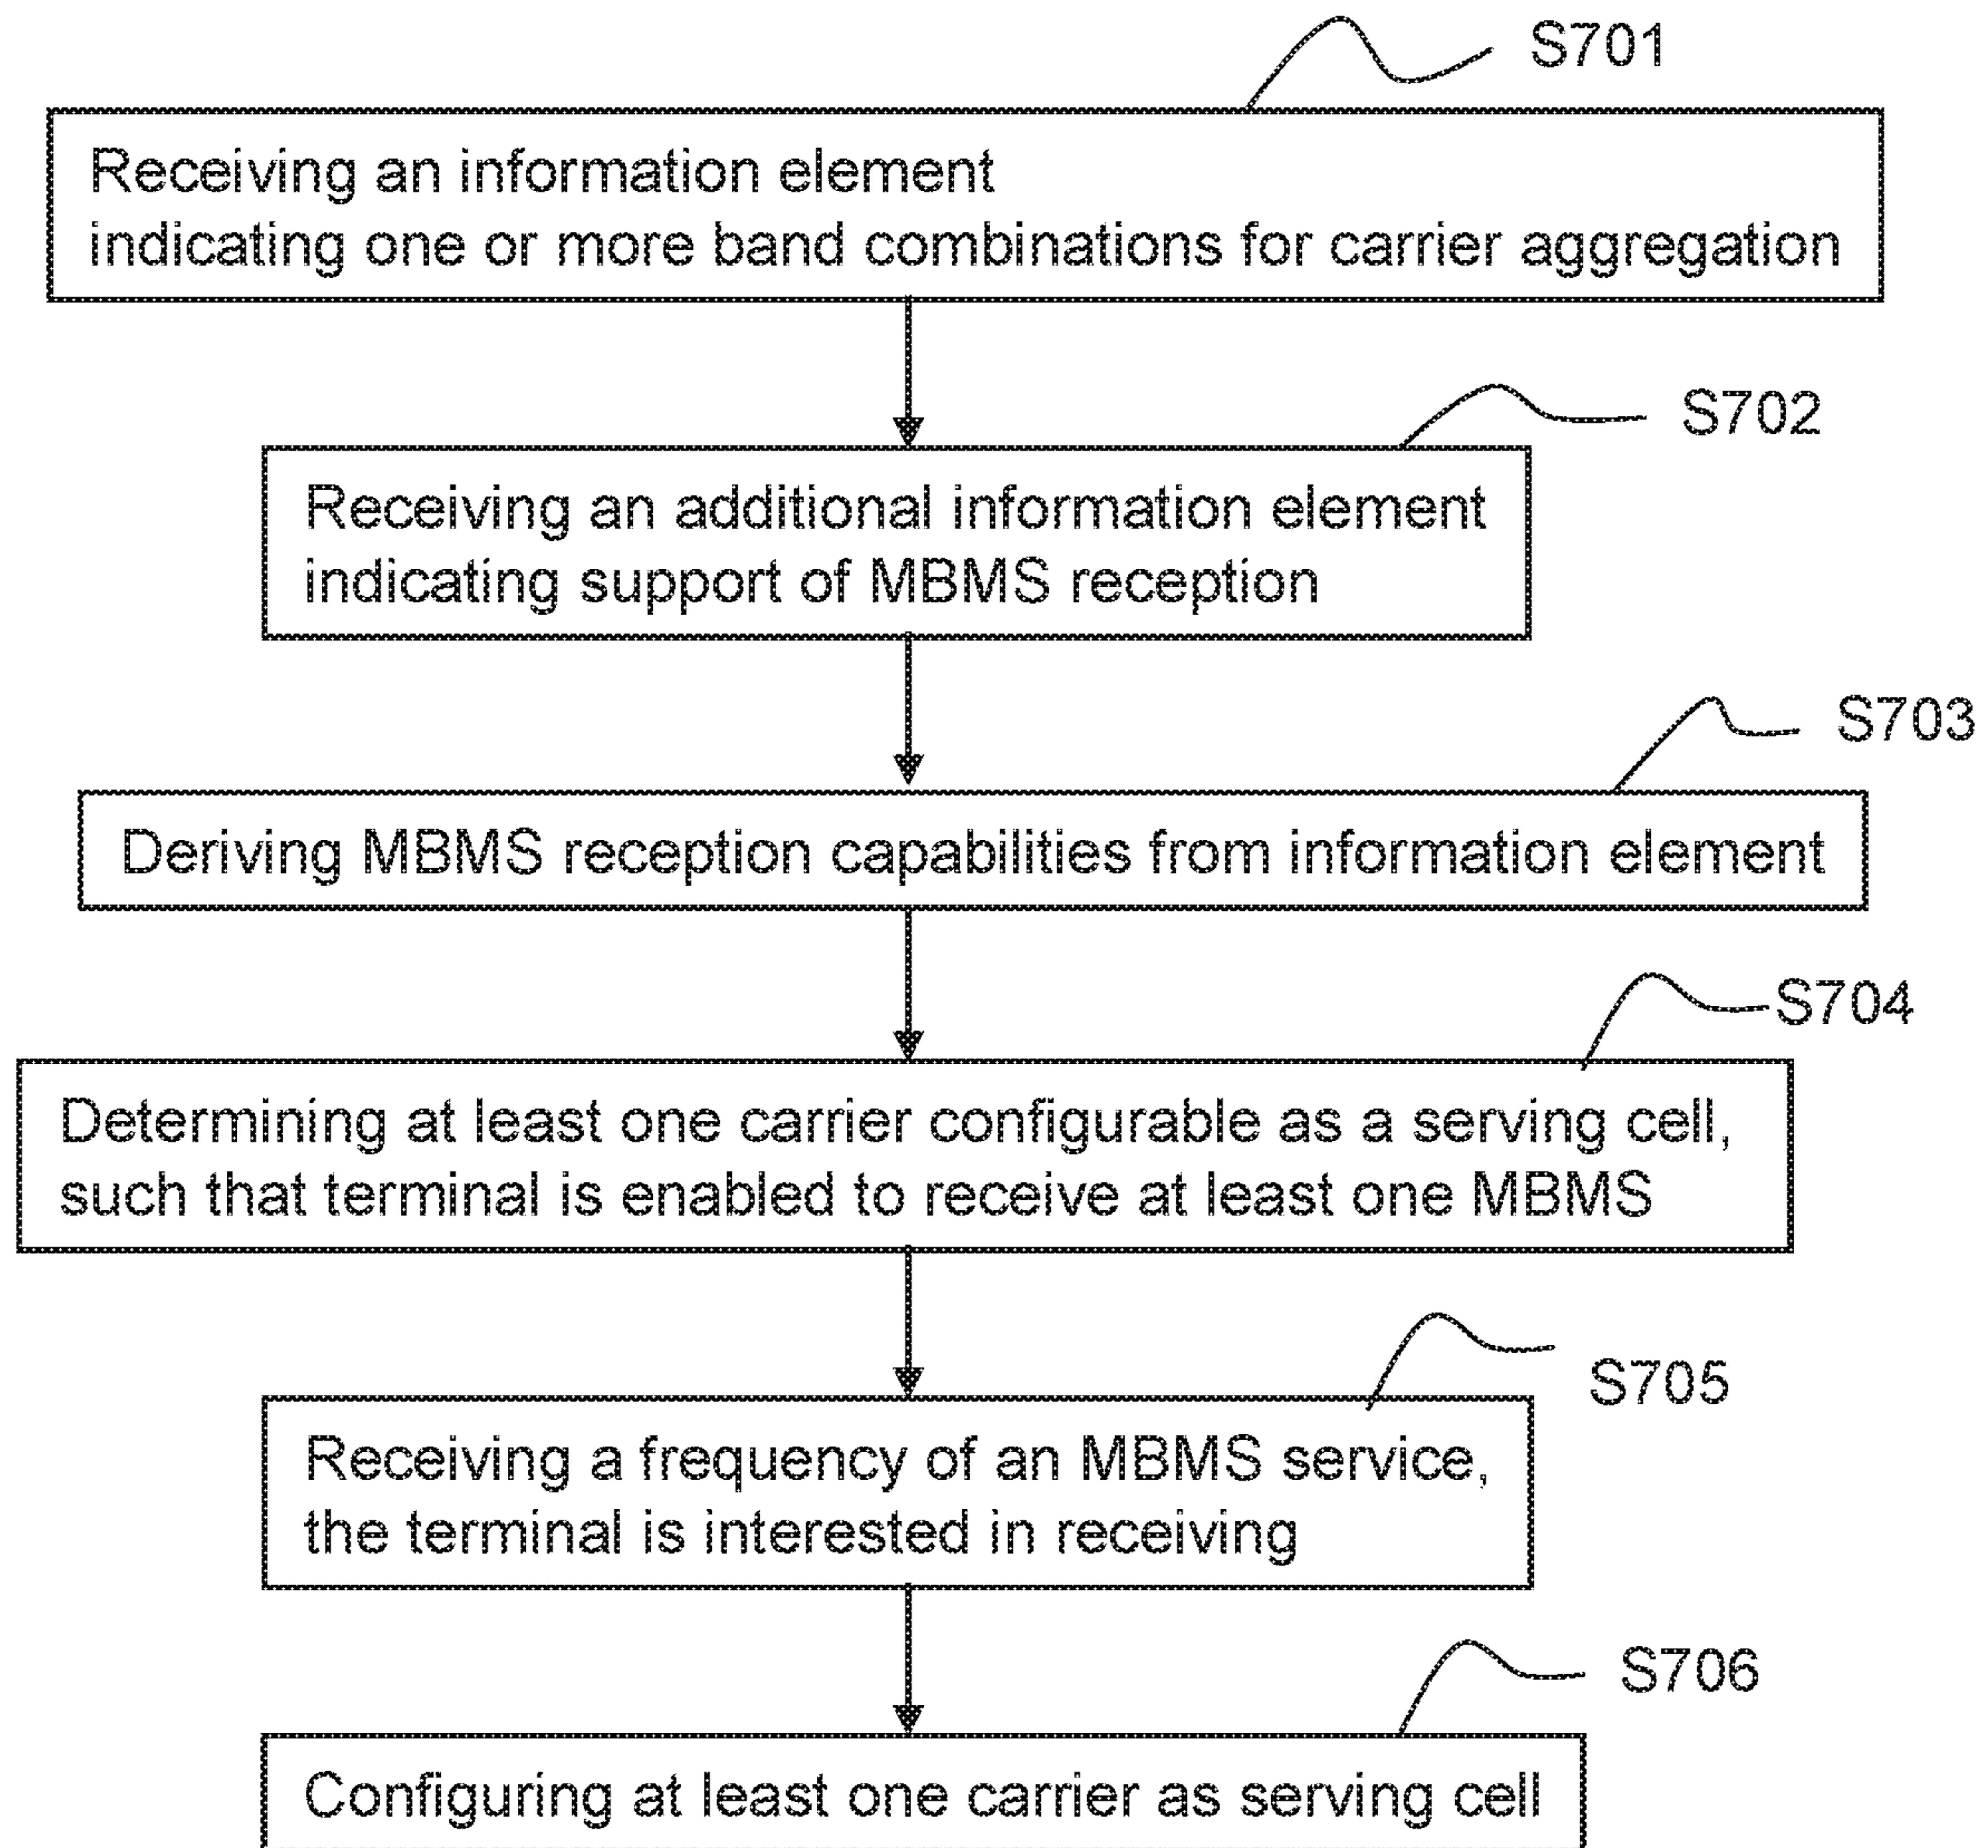 S701
Receiving an information element
indicating one or more band combinations for carrier aggregation
S702
Receiving an additional information element
indicating support of MBMS reception
S703
Deriving MBMS reception capabilities from information element
S704
Determining at least one carrier configurable as a serving cell,
such that terminal is enabled to receive at least one MBMS
S705
Receiving a frequency of an MBMS service,
the terminal is interested in receiving
S706
Configuring at least one carrier as serving cell